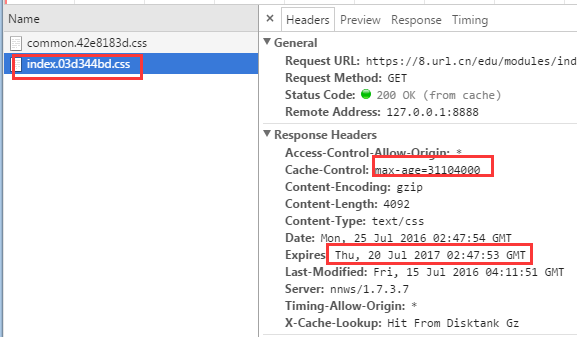 Name
common.42e8183d.css
index.03d344bd.css
× Headers Preview Response Timing
▼ General
Request URL: https://8.url.cn/edu/modules/ind
Request Method: GET
Status Code: 200 OK (from cache)
Remote Address: 127.0.0.1:8888
▼ Response Headers
Access-Control-Allow-Origin: *
Cache-Control: max-age=31104000
Content-Encoding: gzip
Content-Length: 4092
Content-Type: text/css
Date: Mon, 25 Jul 2016 02:47:54 GMT
Expires: Thu, 20 Jul 2017 02:47:53 GMT
Last-Modified: Fri, 15 Jul 2016 04:11:51 GMT
Server: nnws/1.7.3.7
Timing-Allow-Origin: *
X-Cache-Lookup: Hit From Disktank Gz